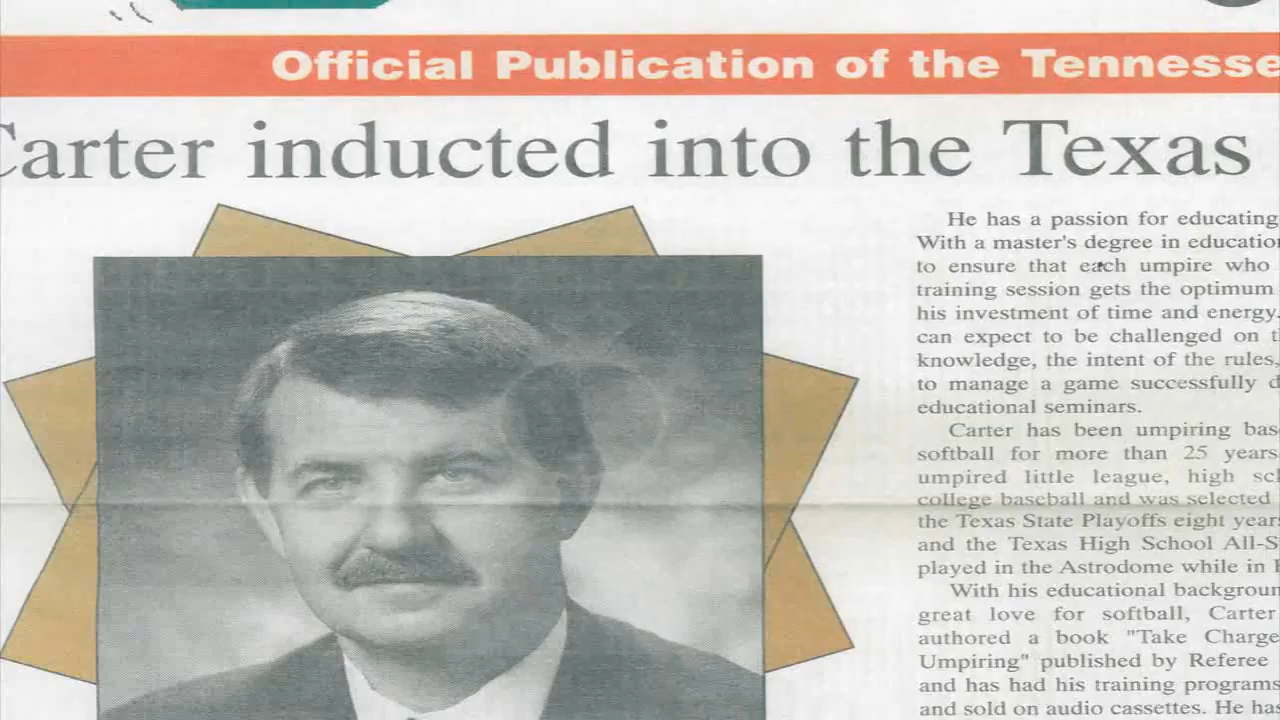 Official Publication of the Tennesse
Carter inducted into the Texas
He has a passion for educating
With a master's degree in educatio
to ensure that each umpire who
training session gets the optimum
his investment of time and energy.
can expect to be challenged on t
knowledge, the intent of the rules,
to manage a game successfully d
educational seminars.
Carter has been umpiring bas
softball for more than 25 years
umpired little league, high sc
college baseball and was selected
the Texas State Playoffs eight year
and the Texas High School All-S
played in the Astrodome while in
With his educational backgroun
great love for softball, Carter
authored a book "Take Charge
Umpiring" published by Referee
and has had his training programs
and sold on audio cassettes. He has